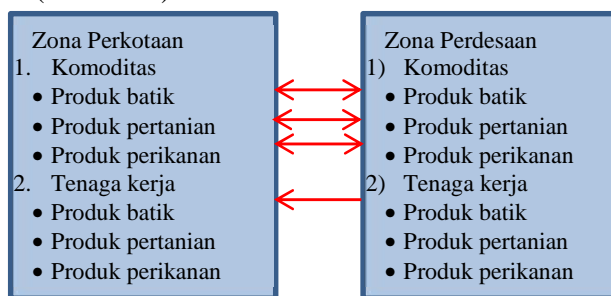 Zona Perkotaan
1. Komoditas
• Produk batik
• Produk pertanian
• Produk perikanan
2. Tenaga kerja
• Produk batik
• Produk pertanian
• Produk perikanan
Zona Perdesaan
1) Komoditas
• Produk batik
• Produk pertanian
• Produk perikanan
2) Tenaga kerja
• Produk batik
• Produk pertanian
• Produk perikanan